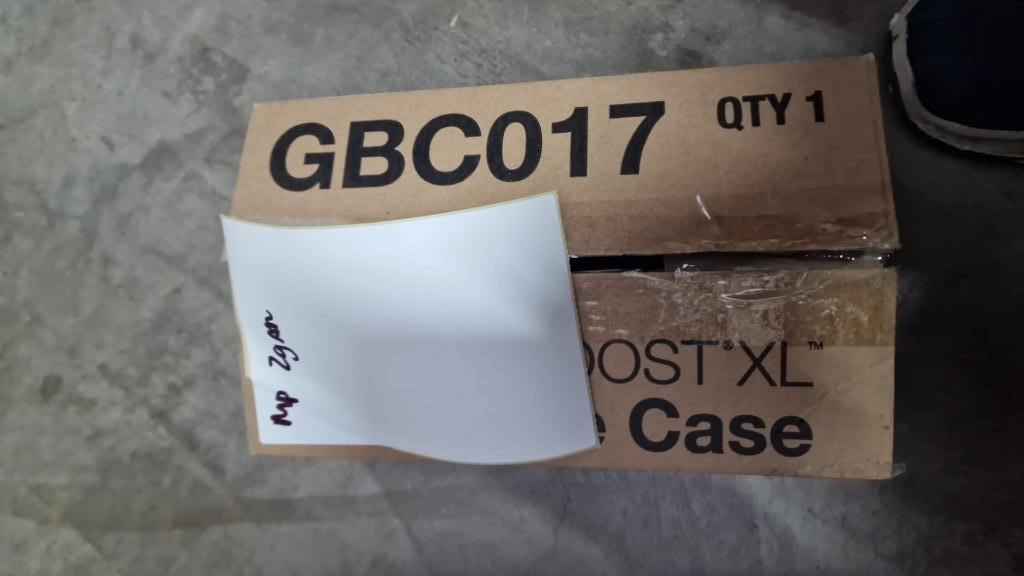 GBC017 QTY 1
OOST® XL™
e Case
Mp Zgan